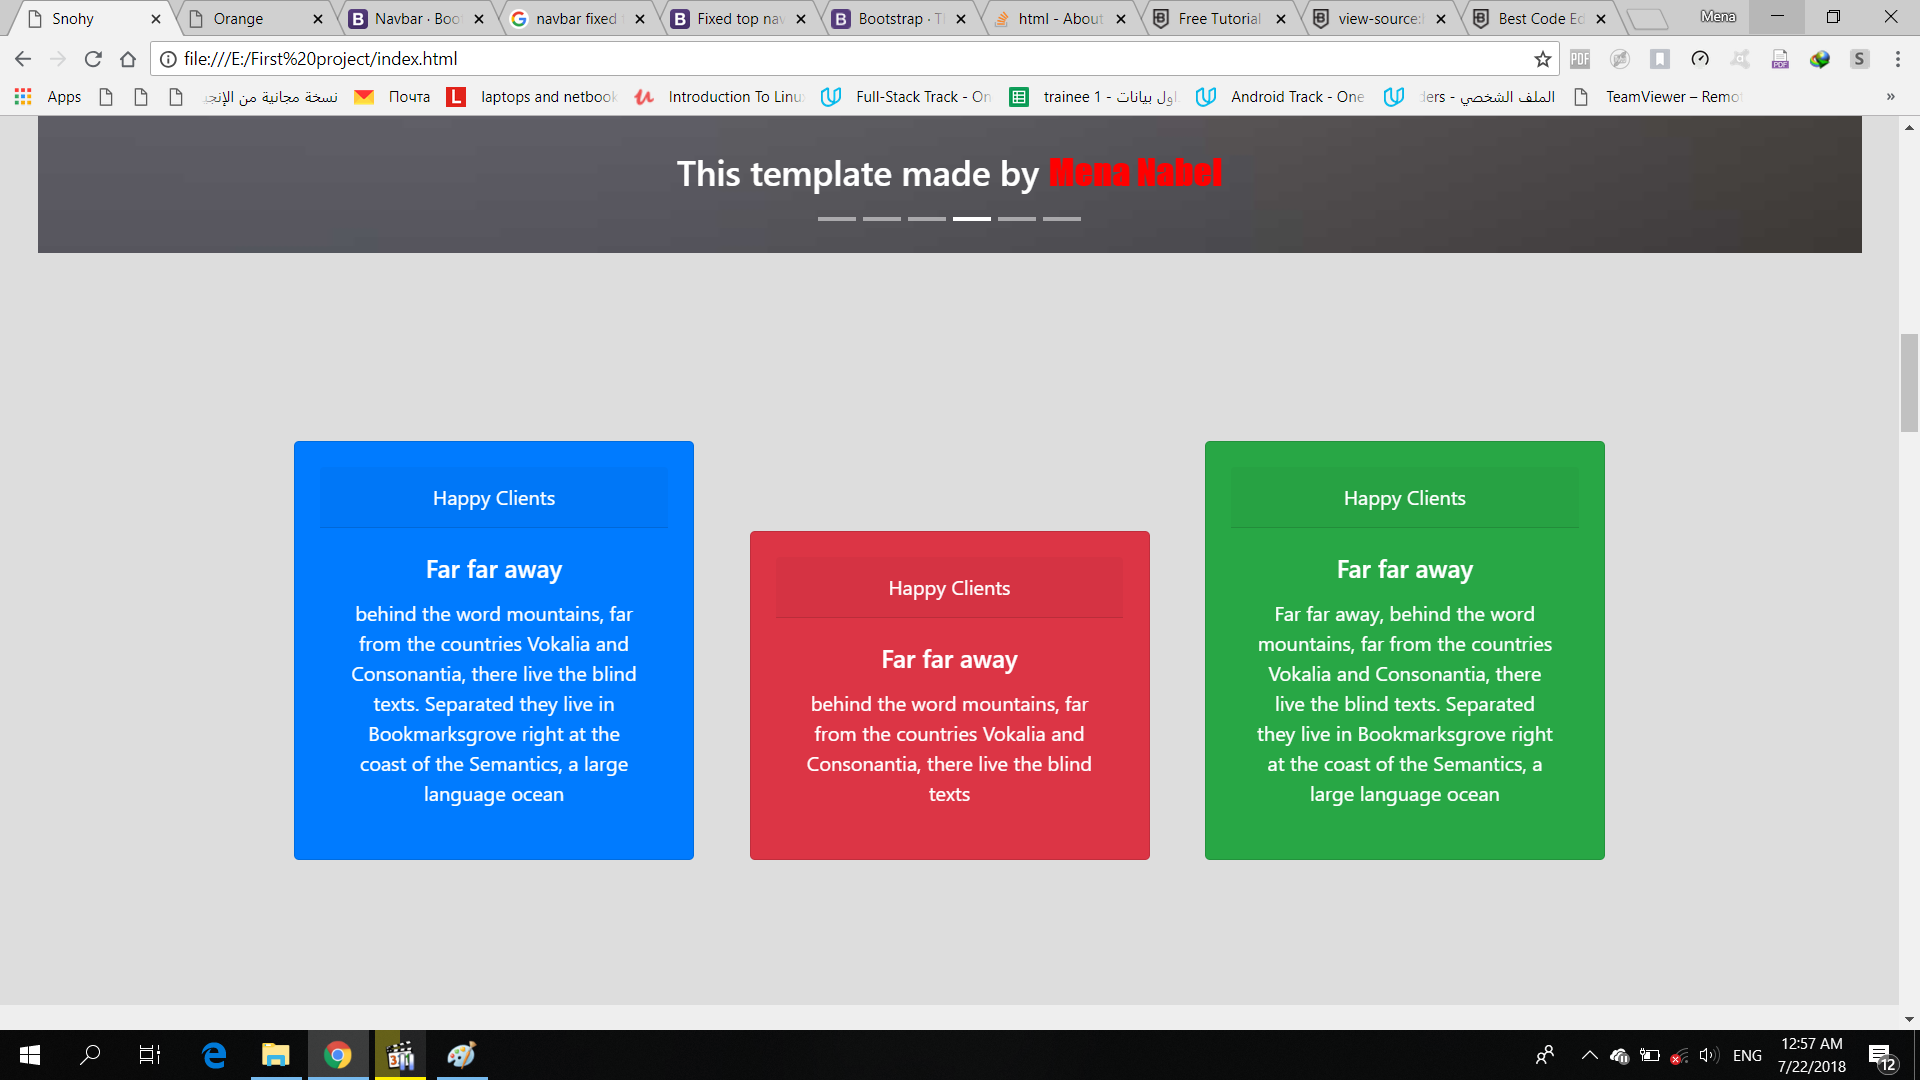 Snohy
Orange
Navbar · Boo
navbar fixed
Fixed top nav
Bootstrap · Th
html - About
Free Tutorial
view-source:
Best Code Ed
Mena
file:///E:/First%20project/index.html
Apps
نسخة مجانية من الإنجي
Почта
laptops and netbook
Introduction To Linu
Full-Stack Track - On
trainee 1 - اول بيانات
Android Track - One
الملف الشخصي - ders
TeamViewer – Remo
»
This template made by Mena Nabel
Happy Clients
Far far away
behind the word mountains, far
from the countries Vokalia and
Consonantia, there live the blind
texts. Separated they live in
Bookmarksgrove right at the
coast of the Semantics, a large
language ocean
Happy Clients
Far far away
behind the word mountains, far
from the countries Vokalia and
Consonantia, there live the blind
texts
Happy Clients
Far far away
Far far away, behind the word
mountains, far from the countries
Vokalia and Consonantia, there
live the blind texts. Separated
they live in Bookmarksgrove right
at the coast of the Semantics, a
large language ocean
ENG
12:57 AM
7/22/2018
12